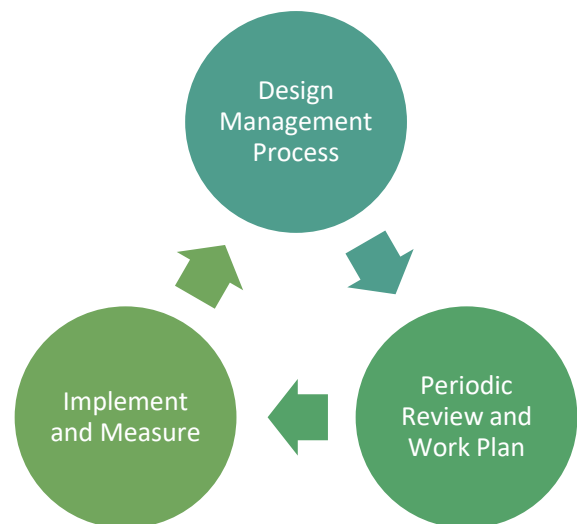 Design
Management
Process
Periodic
Review and
Work Plan
Implement
and Measure